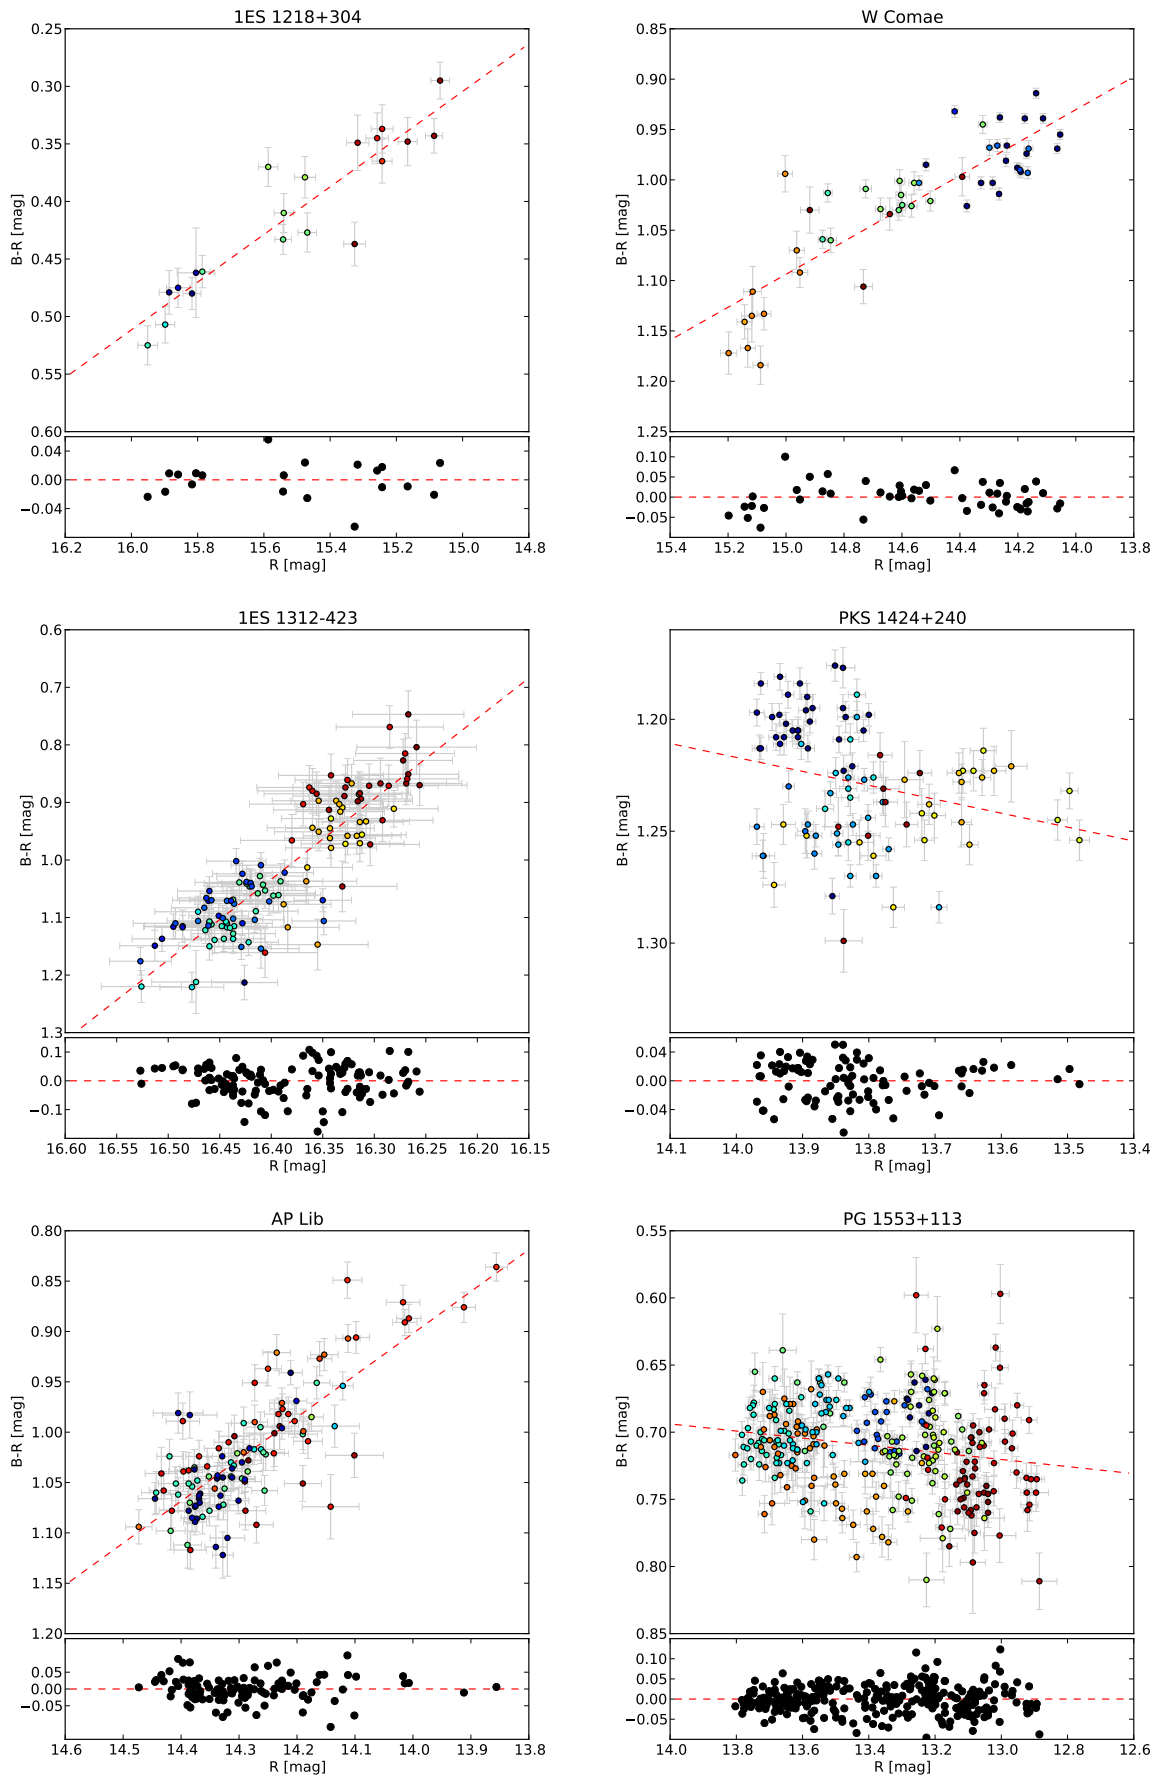 1ES 1218+304
0.25
0.30
0.35
0.40
0.45
0.50
0.55
0.60
B-R [mag]
0.04
0.00
−0.04
16.2 16.0 15.8 15.6 15.4 15.2 15.0 14.8
R [mag]
W Comae
0.85
0.90
0.95
1.00
1.05
1.10
1.15
1.20
1.25
B-R [mag]
0.10
0.05
0.00
−0.05
15.4 15.2 15.0 14.8 14.6 14.4 14.2 14.0 13.8
R [mag]
1ES 1312-423
0.6
0.7
0.8
0.9
1.0
1.1
1.2
1.3
B-R [mag]
0.1
0.0
−0.1
16.60 16.55 16.50 16.45 16.40 16.35 16.30 16.25 16.20 16.15
R [mag]
PKS 1424+240
1.20
1.25
1.30
B-R [mag]
0.04
0.00
−0.04
14.1 14.0 13.9 13.8 13.7 13.6 13.5 13.4
R [mag]
AP Lib
0.80
0.85
0.90
0.95
1.00
1.05
1.10
1.15
1.20
B-R [mag]
0.05
0.00
−0.05
14.6 14.5 14.4 14.3 14.2 14.1 14.0 13.9 13.8
R [mag]
PG 1553+113
0.55
0.60
0.65
0.70
0.75
0.80
0.85
B-R [mag]
0.10
0.05
0.00
−0.05
14.0 13.8 13.6 13.4 13.2 13.0 12.8 12.6
R [mag]